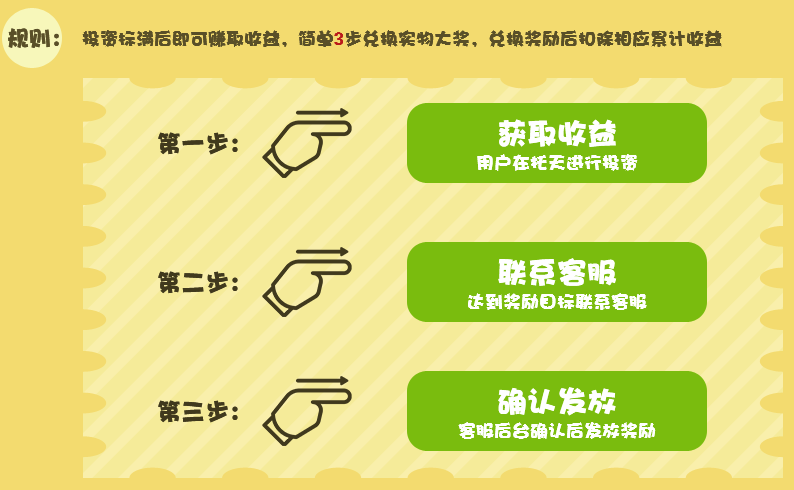 规则：投资标满后即可赚取收益，简单3步兑换实物大奖，兑换奖励后扣除相应累计收益
第一步：
获取收益
用户在托天进行投资
第二步：
联系客服
达到奖励目标联系客服
第三步：
确认发放
客服后台确认后发放奖励